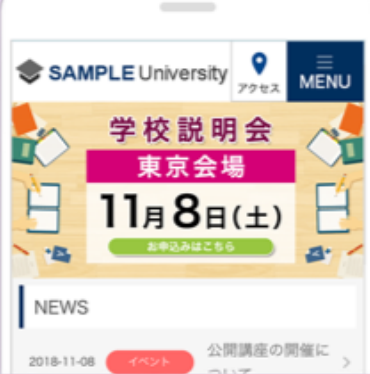 SAMPLE University
アクセス
MENU
学校説明会
東京会場
11月8日(土)
お申込みはこちら
NEWS
2018-11-08 イベント 公開講座の開催に
ついて